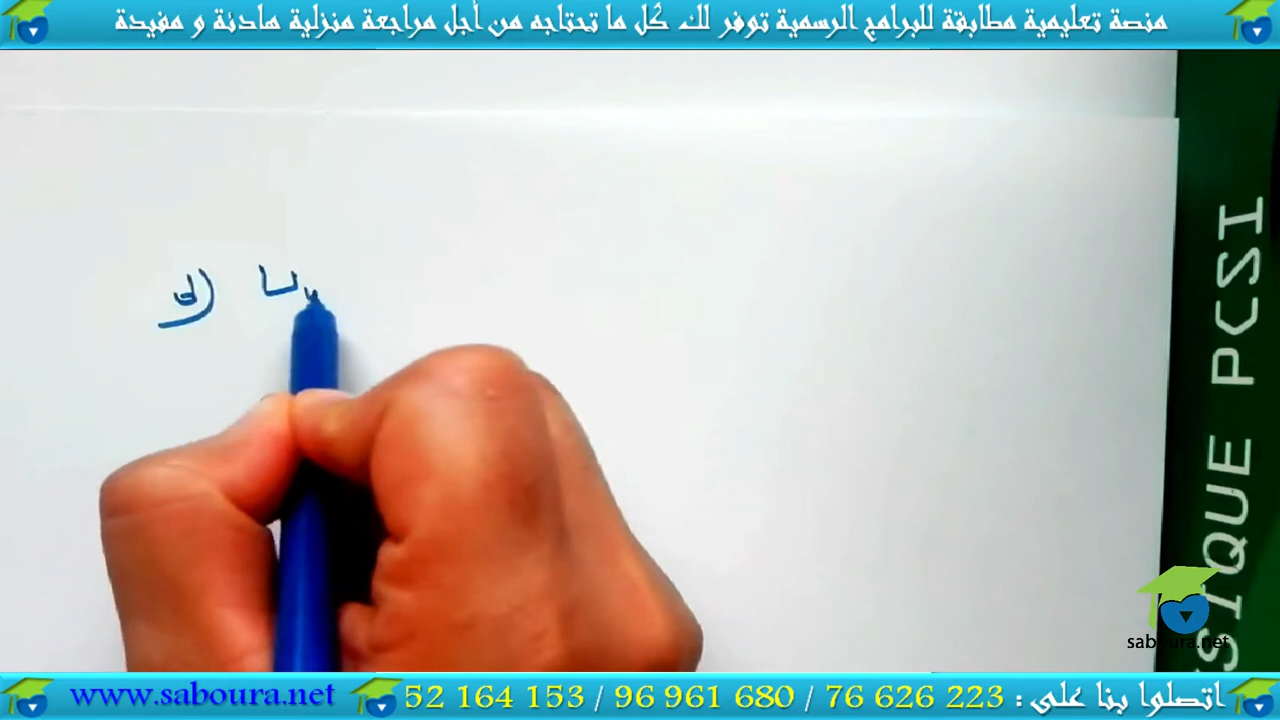 منصة تعليمية مطابقة للبرامج الرسمية توفر لك كل ما تحتاجه من أجل مراجعة منزلية هادئة و مفيدة
SIQUE PCSI
saboura.net
www.saboura.net
اتصلوا بنا على : 76 626 223 / 96 961 680 / 52 164 153